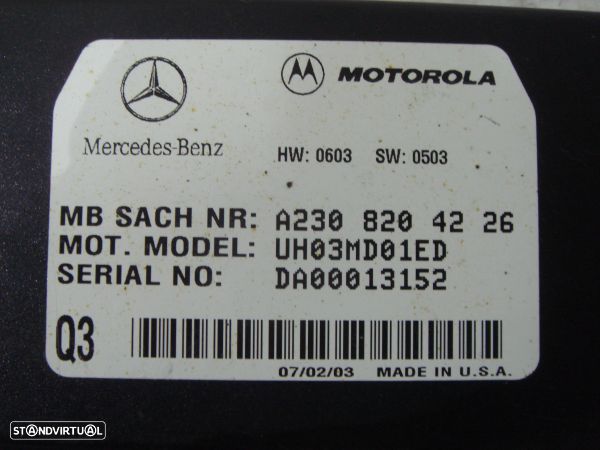 MOTOROLA
Mercedes-Benz
HW: 0603 SW: 0503
MB SACH NR: A230 820 42 26
MOT. MODEL: UH03MD01ED
SERIAL NO: DA00013152
Q3
07/02/03 MADE IN U.S.A.
STANDVIRTUAL